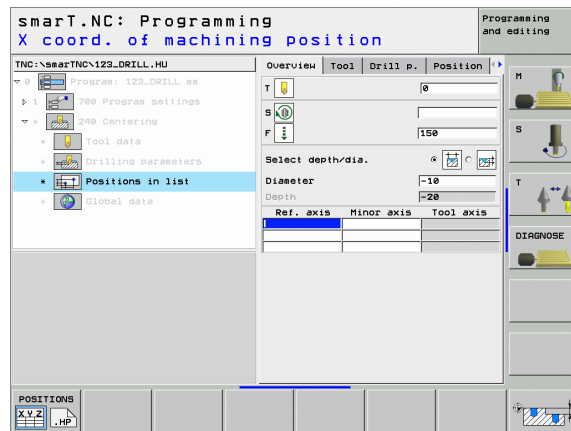 smarT.NC: Programming
X coord. of machining position
Programming
and editing
TNC:\smarTNC\123_DRILL.HU
0 Program: 123_DRILL mm
1 700 Program settings
* 240 Centering
* Tool data
* Drilling parameters
* Positions in list
* Global data
Overview Tool Drill p. Position
T 0
S
F 150
Select depth/dia.
Diameter -10
Depth -20
Ref. axis Minor axis Tool axis
M
S
T
DIAGNOSE
POSITIONS
X,Y,Z .HP